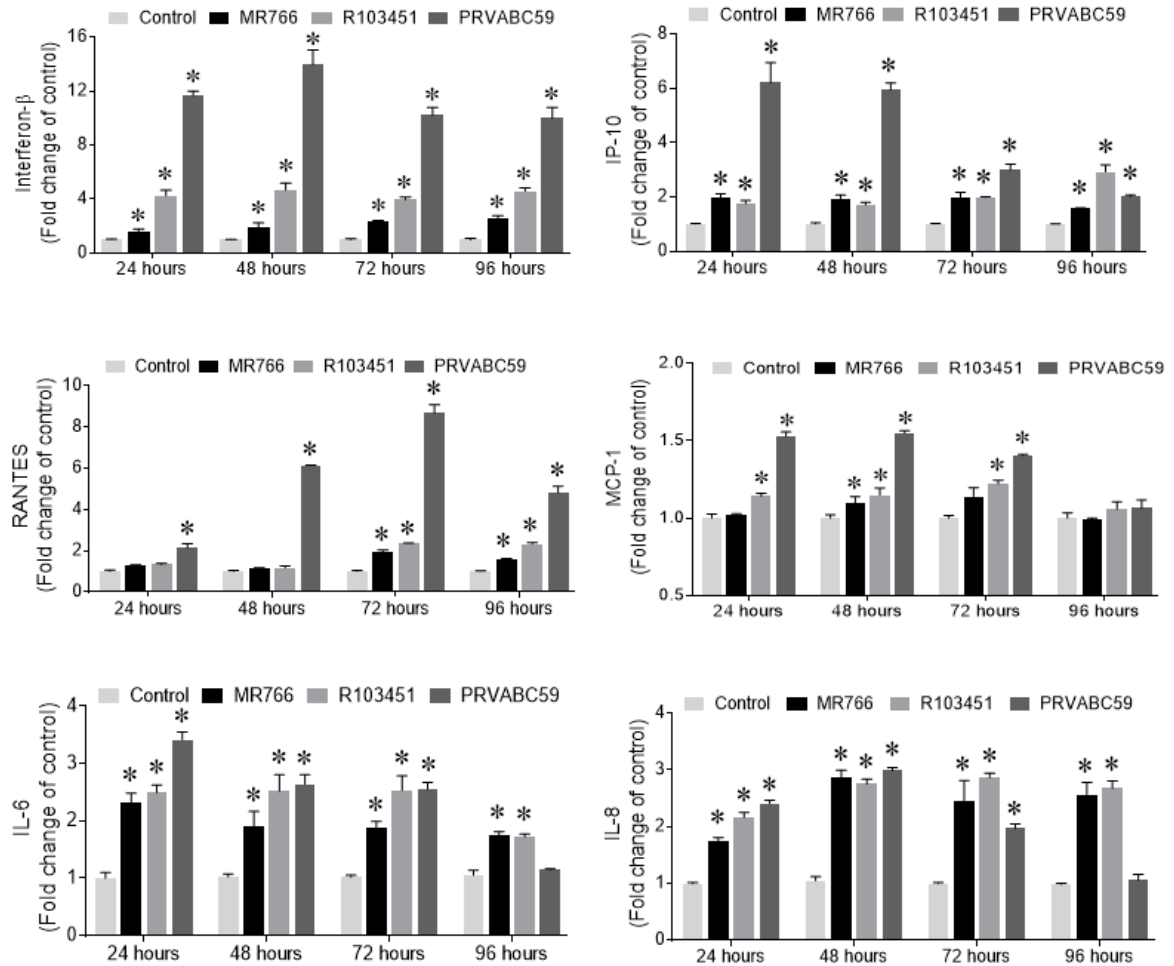 Control MR766 R103451 PRVABC59
Interferon-β
(Fold change of control)
16
12
8
4
0
* * * * * * * * * * * *
24 hours 48 hours 72 hours 96 hours
Control MR766 R103451 PRVABC59
IP-10
(Fold change of control)
8
6
4
2
0
* * * * * * * * * * * *
24 hours 48 hours 72 hours 96 hours
Control MR766 R103451 PRVABC59
RANTES
(Fold change of control)
10
8
6
4
2
0
* * * * * * * *
24 hours 48 hours 72 hours 96 hours
Control MR766 R103451 PRVABC59
MCP-1
(Fold change of control)
2.0
1.5
1.0
0.5
* * * * * * *
24 hours 48 hours 72 hours 96 hours
Control MR766 R103451 PRVABC59
IL-6
(Fold change of control)
4
3
2
1
0
* * * * * * * * * * *
24 hours 48 hours 72 hours 96 hours
Control MR766 R103451 PRVABC59
IL-8
(Fold change of control)
4
3
2
1
0
* * * * * * * * * * *
24 hours 48 hours 72 hours 96 hours